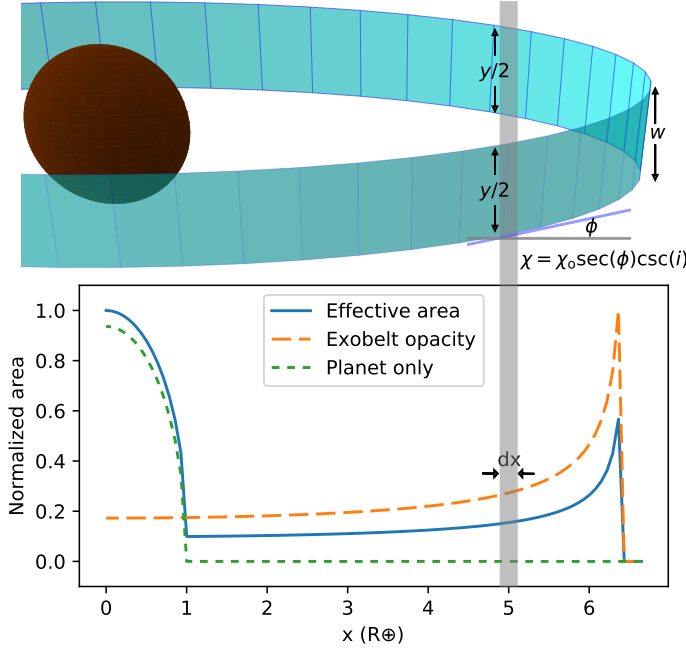 y/2
w
y/2
ϕ
χ = χₒsec(ϕ)csc(i)
Effective area
Exobelt opacity
Planet only
1.0
0.8
0.6
0.4
0.2
0.0
Normalized area
dx
0 1 2 3 4 5 6
x (R⊕)